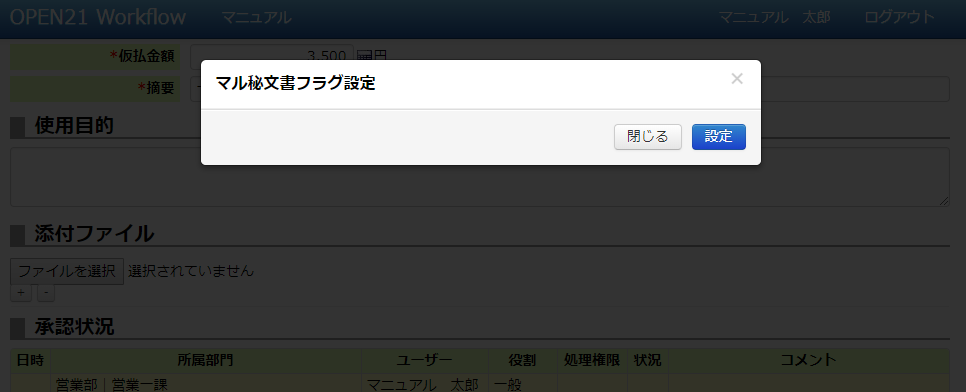 OPEN21 Workflow マニュアル マニュアル 太郎 ログアウト
*仮払金額 3,500 円
マル秘文書フラグ設定 ×
*摘要
使用目的
閉じる 設定
添付ファイル
ファイルを選択 選択されていません
+ -
承認状況
日時 所属部門 ユーザー 役割 処理権限 状況 コメント
営業部｜営業一課 マニュアル 太郎 一般